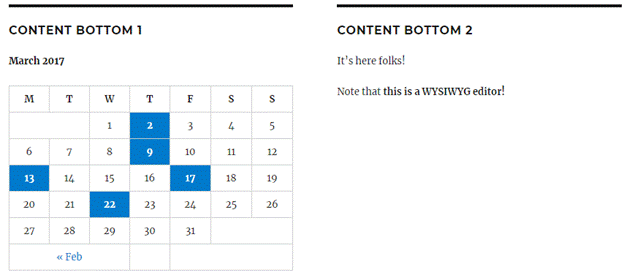 CONTENT BOTTOM 1
March 2017
M T W T F S S
1 2 3 4 5
6 7 8 9 10 11 12
13 14 15 16 17 18 19
20 21 22 23 24 25 26
27 28 29 30 31
« Feb
CONTENT BOTTOM 2
It's here folks!
Note that this is a WYSIWYG editor!